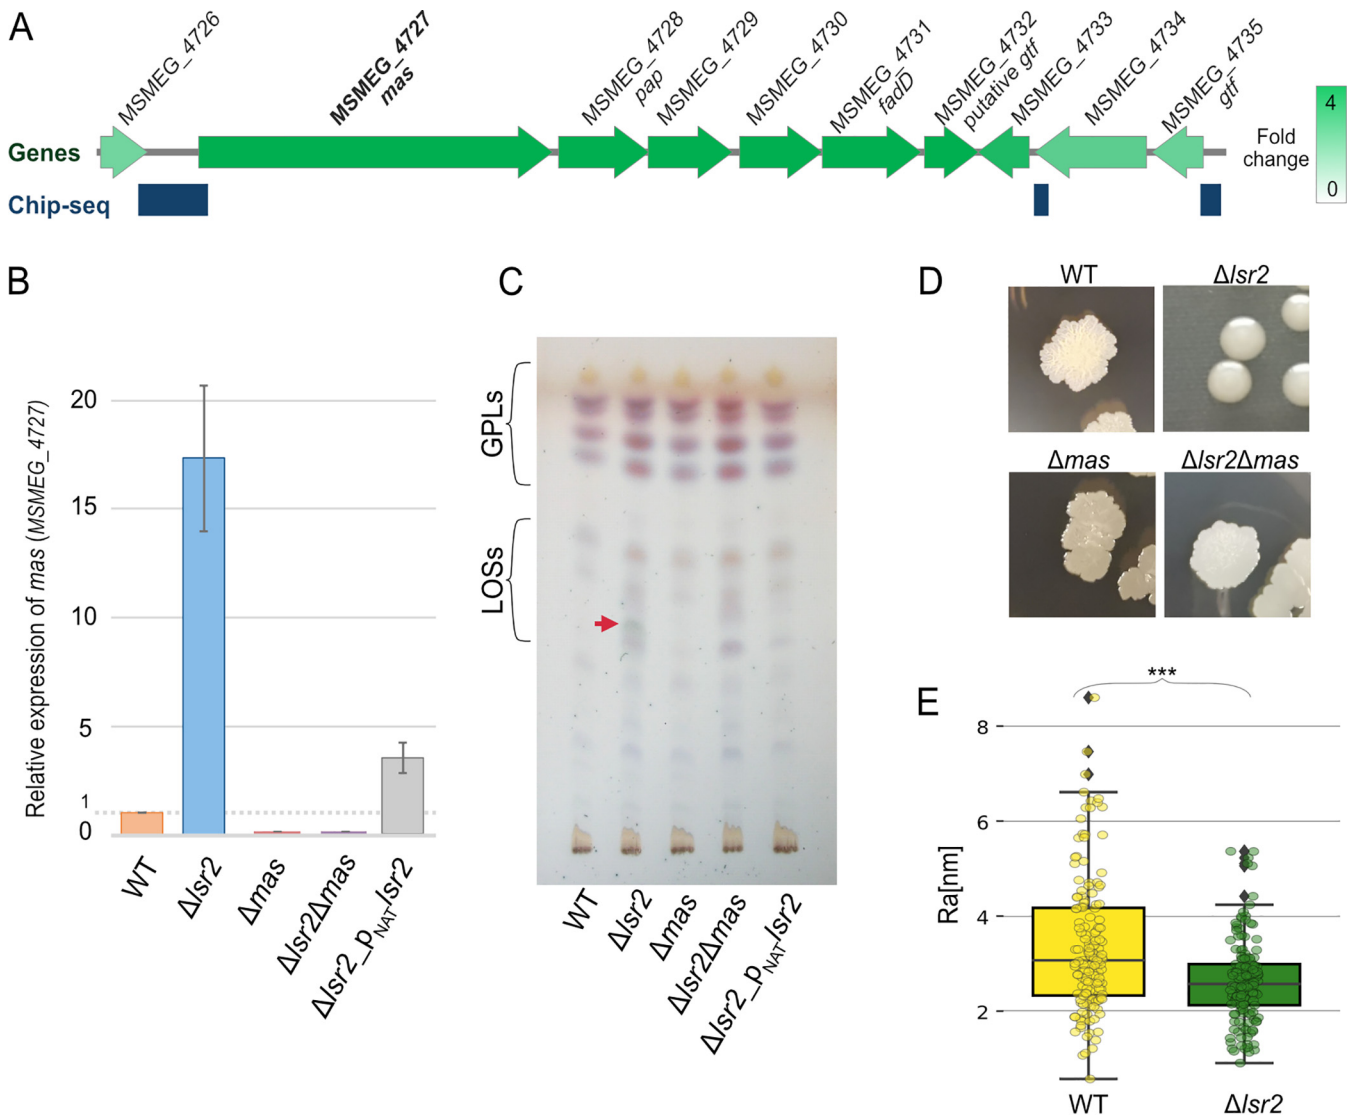 A
MSMEG_4726
MSMEG_4727
mas
MSMEG_4728
pap
MSMEG_4729
MSMEG_4730
MSMEG_4731
fadD
MSMEG_4732
putative gtf
MSMEG_4733
MSMEG_4734
MSMEG_4735
gtf
Genes
Fold
change
4
0
Chip-seq
B
Relative expression of mas (MSMEG_4727)
20
15
10
5
1
0
WT
Δlsr2
Δmas
Δlsr2Δmas
Δlsr2_pNATlsr2
C
GPLs
LOSs
WT
Δlsr2
Δmas
Δlsr2Δmas
Δlsr2_pNATlsr2
D
WT
Δlsr2
Δmas
Δlsr2Δmas
E
***
Ra[nm]
8
6
4
2
WT
Δlsr2